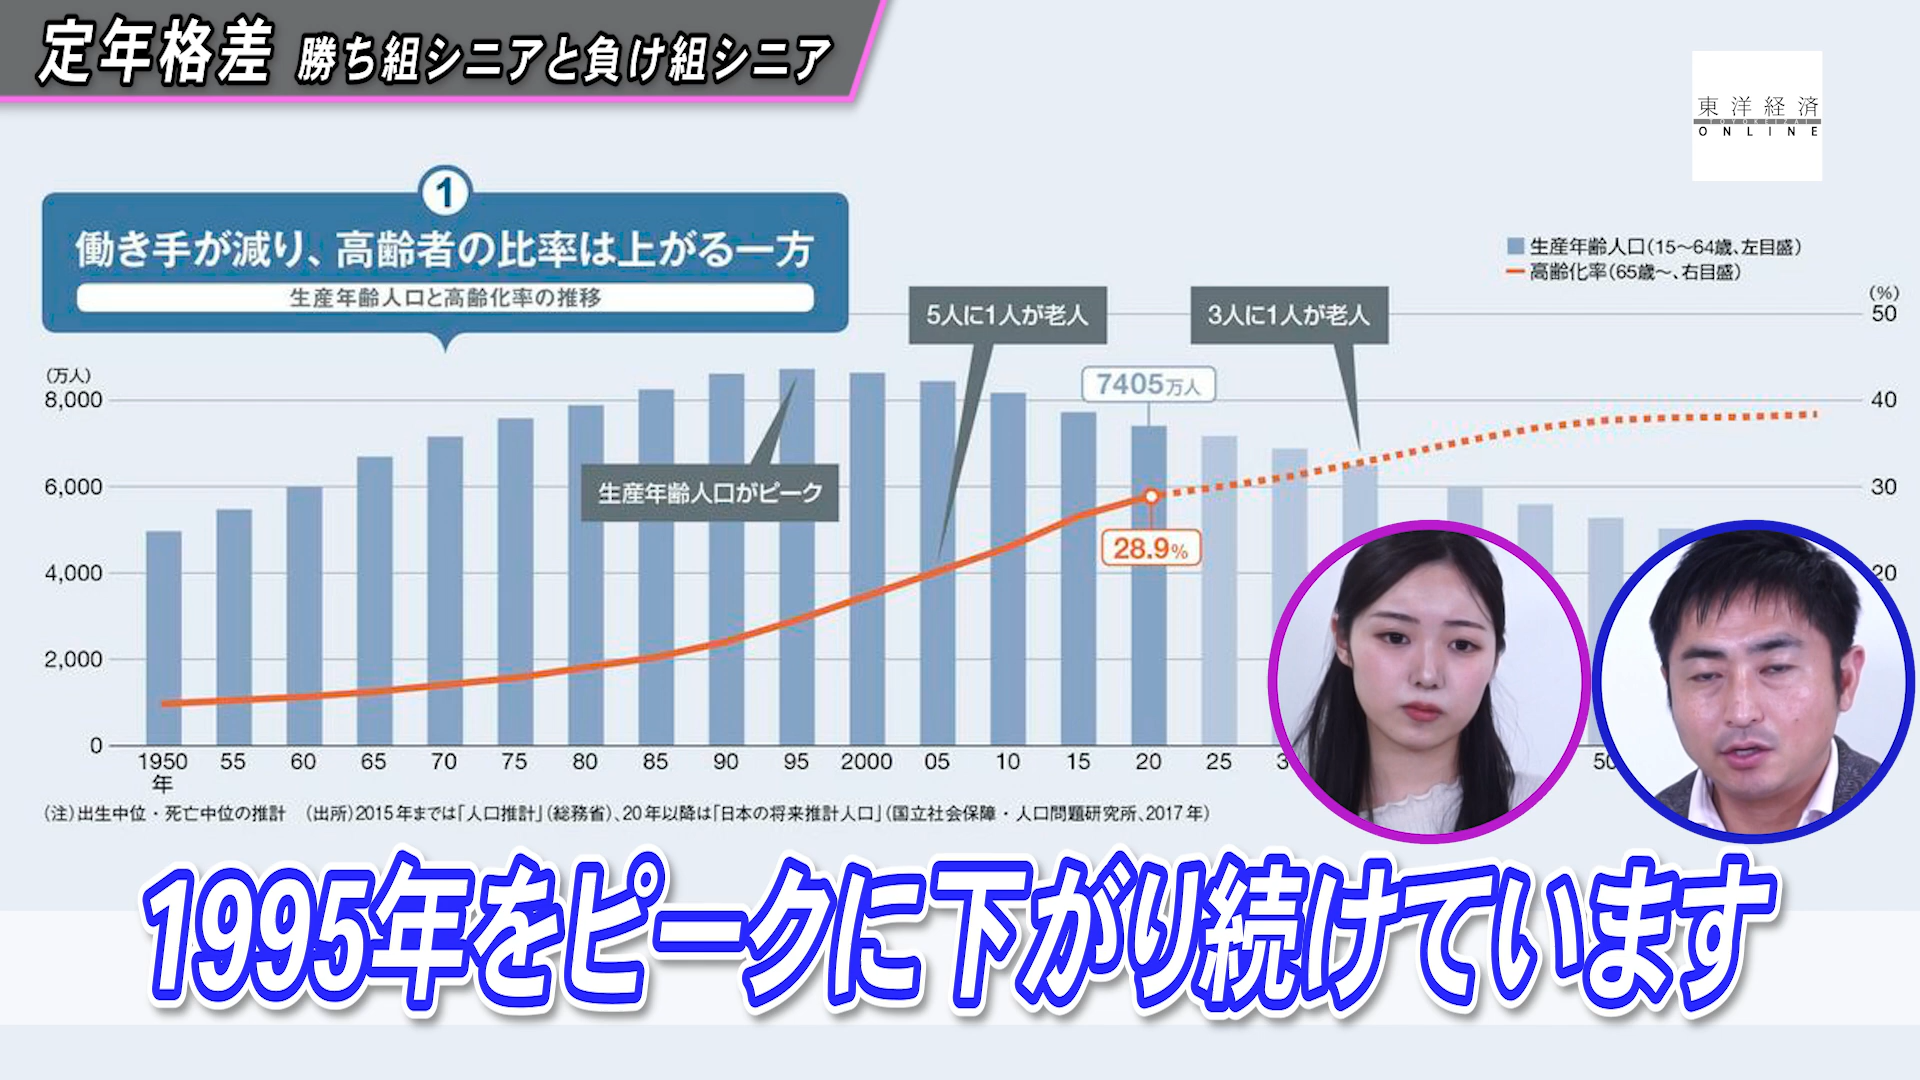 定年格差 勝ち組シニアと負け組シニア
東洋経済
TOYOKEIZAI
ONLINE
1
働き手が減り、高齢者の比率は上がる一方
生産年齢人口と高齢化率の推移
生産年齢人口(15〜64歳、左目盛)
高齢化率(65歳〜、右目盛)
5人に1人が老人
3人に1人が老人
(%)
50
(万人)
7405万人
8,000
40
生産年齢人口がピーク
6,000
30
28.9%
4,000
20
2,000
0
1950 55 60 65 70 75 80 85 90 95 2000 05 10 15 20 25 3 50
年
(注)出生中位・死亡中位の推計 (出所)2015年までは「人口推計」(総務省)、20年以降は「日本の将来推計人口」(国立社会保障・人口問題研究所、2017年)
1995年をピークに下がり続けています